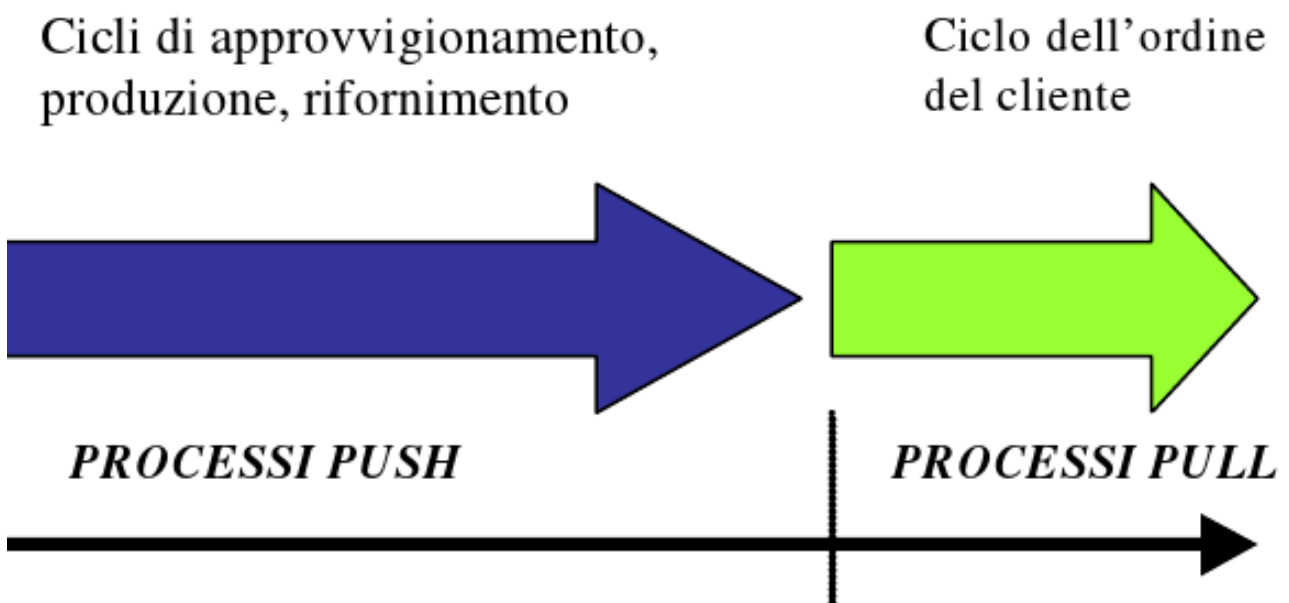 Cicli di approvvigionamento,
produzione, rifornimento
Ciclo dell’ordine
del cliente
PROCESSI PUSH
PROCESSI PULL